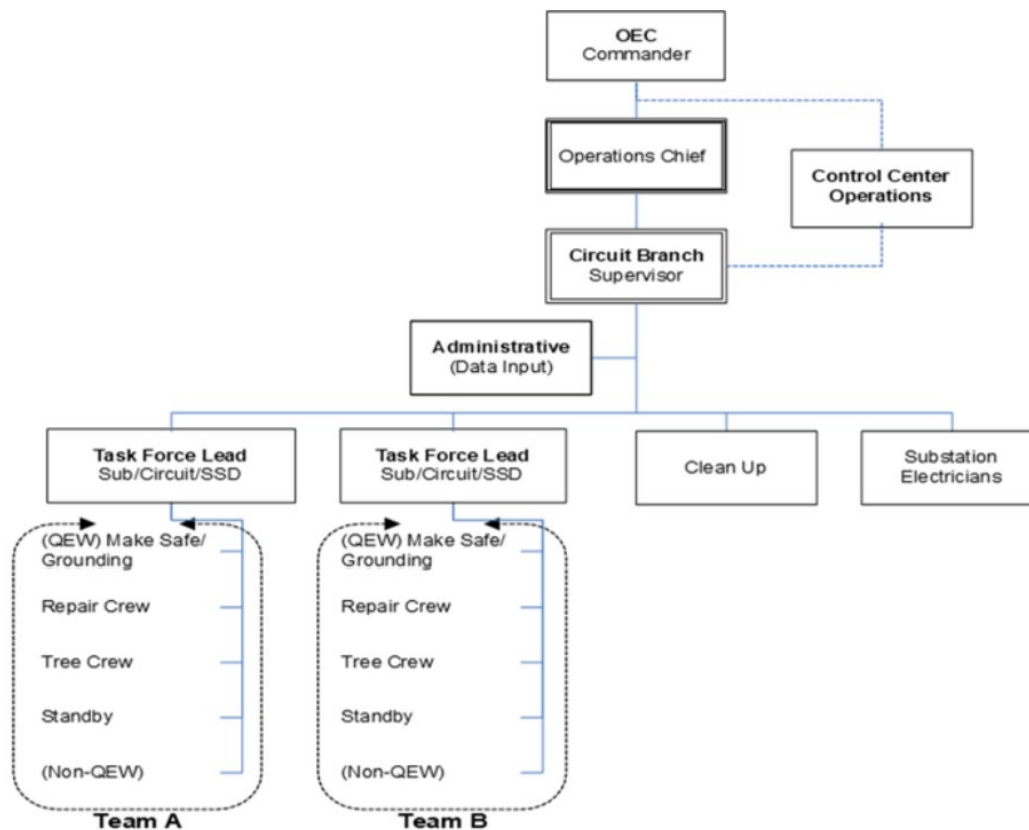 OEC
Commander
Operations Chief
Control Center
Operations
Circuit Branch
Supervisor
Administrative
(Data Input)
Task Force Lead
Sub/Circuit/SSD
Task Force Lead
Sub/Circuit/SSD
Clean Up
Substation
Electricians
(QEW) Make Safe/
Grounding
Repair Crew
Tree Crew
Standby
(Non-QEW)
Team A
(QEW) Make Safe/
Grounding
Repair Crew
Tree Crew
Standby
(Non-QEW)
Team B